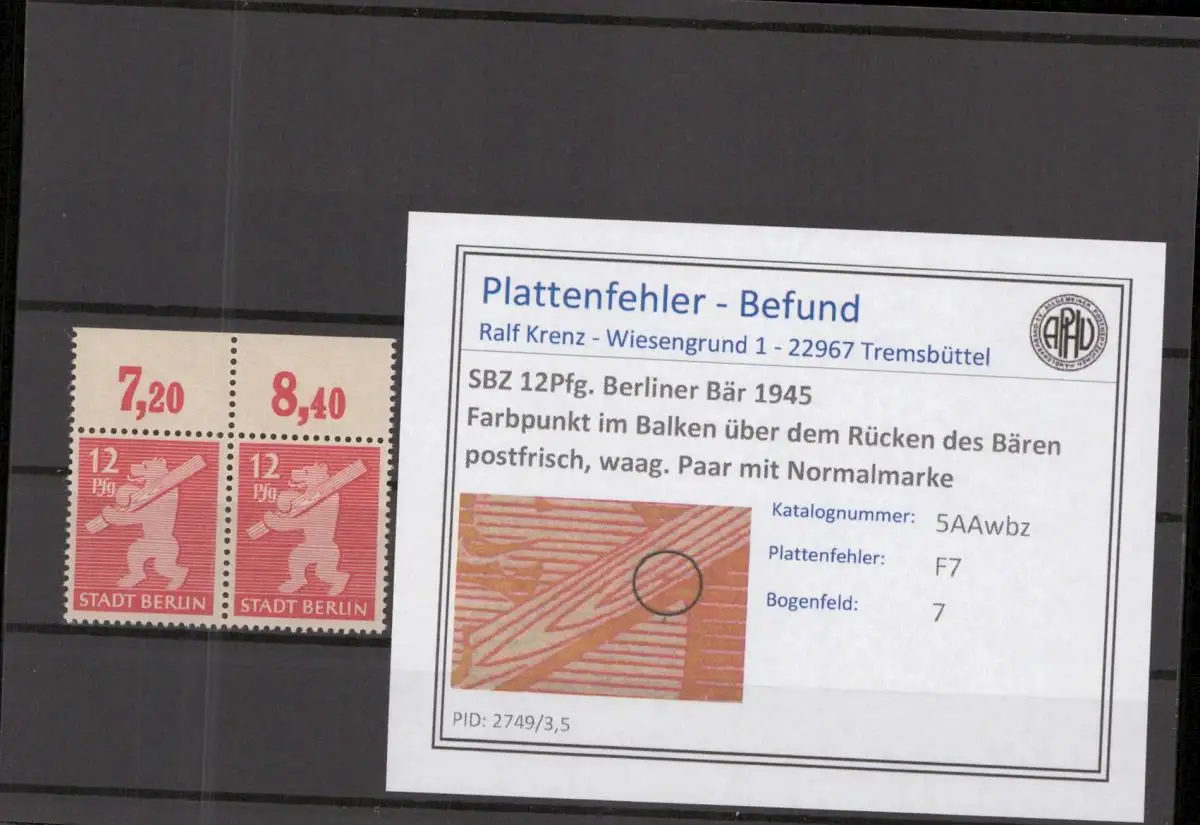 7,20 8,40
12 Pfg
STADT BERLIN
12 Pfg
STADT BERLIN
Plattenfehler - Befund
Ralf Krenz - Wiesengrund 1 - 22967 Tremsbüttel
APHV
SBZ 12Pfg. Berliner Bär 1945
Farbpunkt im Balken über dem Rücken des Bären
postfrisch, waag. Paar mit Normalmarke
Katalognummer: 5AAwbz
Plattenfehler: F7
Bogenfeld: 7
PID: 2749/3,5